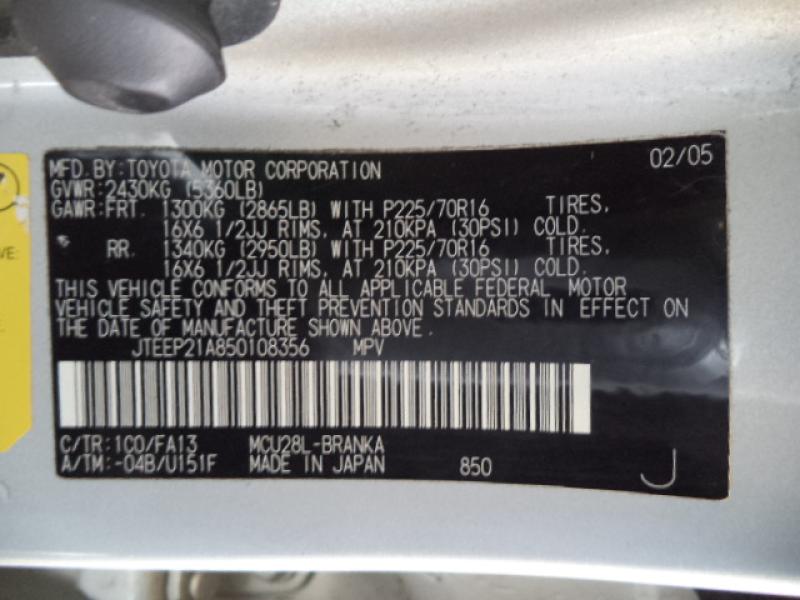 MFD. BY: TOYOTA MOTOR CORPORATION 02/05
GVWR: 2430KG (5360LB)
GAWR: FRT. 1300KG (2865LB) WITH P225/70R16 TIRES,
16X6 1/2JJ RIMS, AT 210KPA (30PSI) COLD.
RR. 1340KG (2950LB) WITH P225/70R16 TIRES,
16X6 1/2JJ RIMS, AT 210KPA (30PSI) COLD.
THIS VEHICLE CONFORMS TO ALL APPLICABLE FEDERAL MOTOR
VEHICLE SAFETY AND THEFT PREVENTION STANDARDS IN EFFECT ON
THE DATE OF MANUFACTURE SHOWN ABOVE.
JTEEP21A850108356 MPV
C/TR: 1C0/FA13 MCU28L-BRANKA
A/TM: -04B/U151F MADE IN JAPAN 850 J